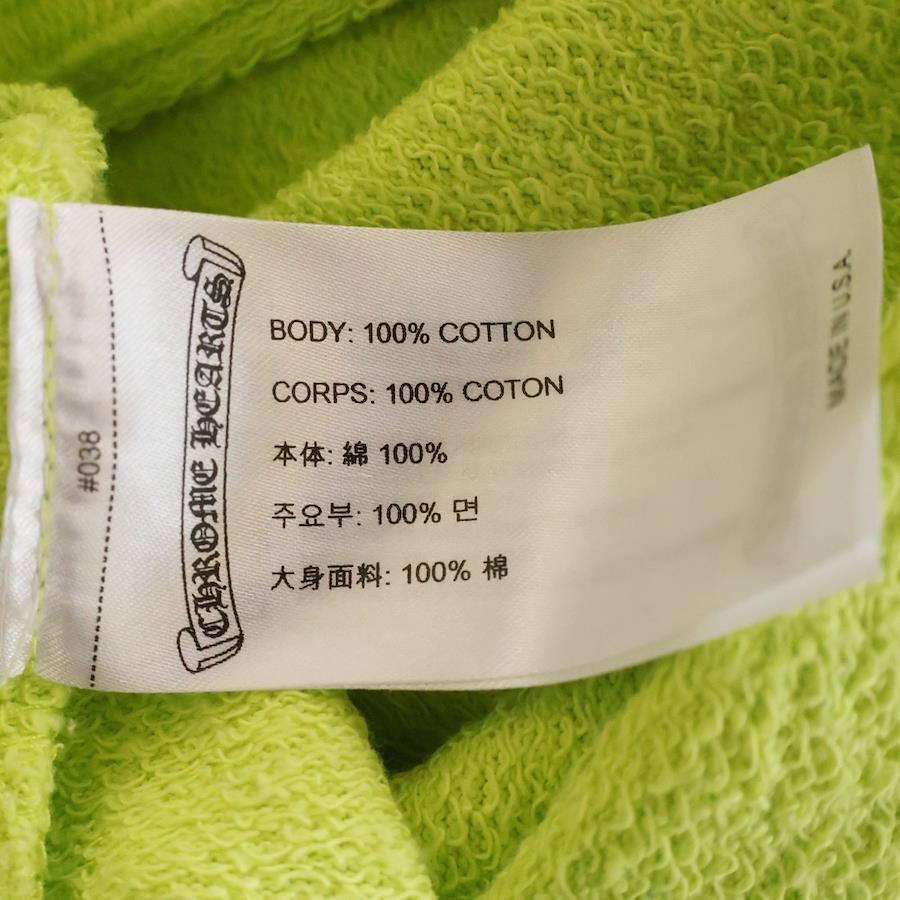 #038
CHROME HEARTS
BODY: 100% COTTON
CORPS: 100% COTON
本体: 綿 100%
주요부: 100% 면
大身面料: 100% 棉
MADE IN U.S.A.